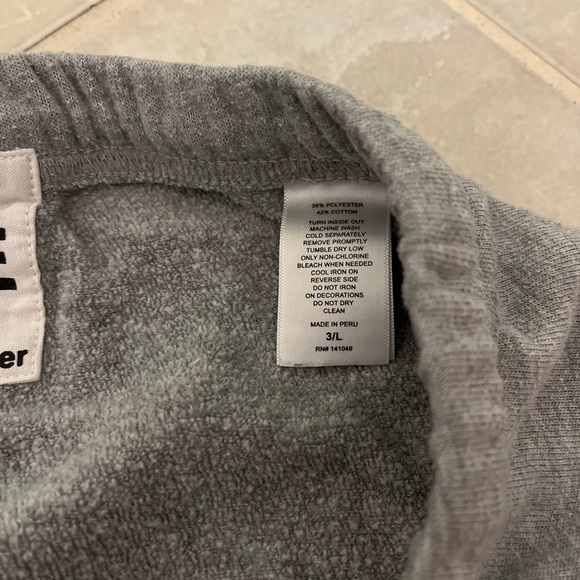 58% POLYESTER
42% COTTON
TURN INSIDE OUT
MACHINE WASH
COLD SEPARATELY
REMOVE PROMPTLY
TUMBLE DRY LOW
ONLY NON-CHLORINE
BLEACH WHEN NEEDED
COOL IRON ON
REVERSE SIDE
DO NOT IRON
ON DECORATIONS
DO NOT DRY
CLEAN
MADE IN PERU
3/L
RN# 141049
er